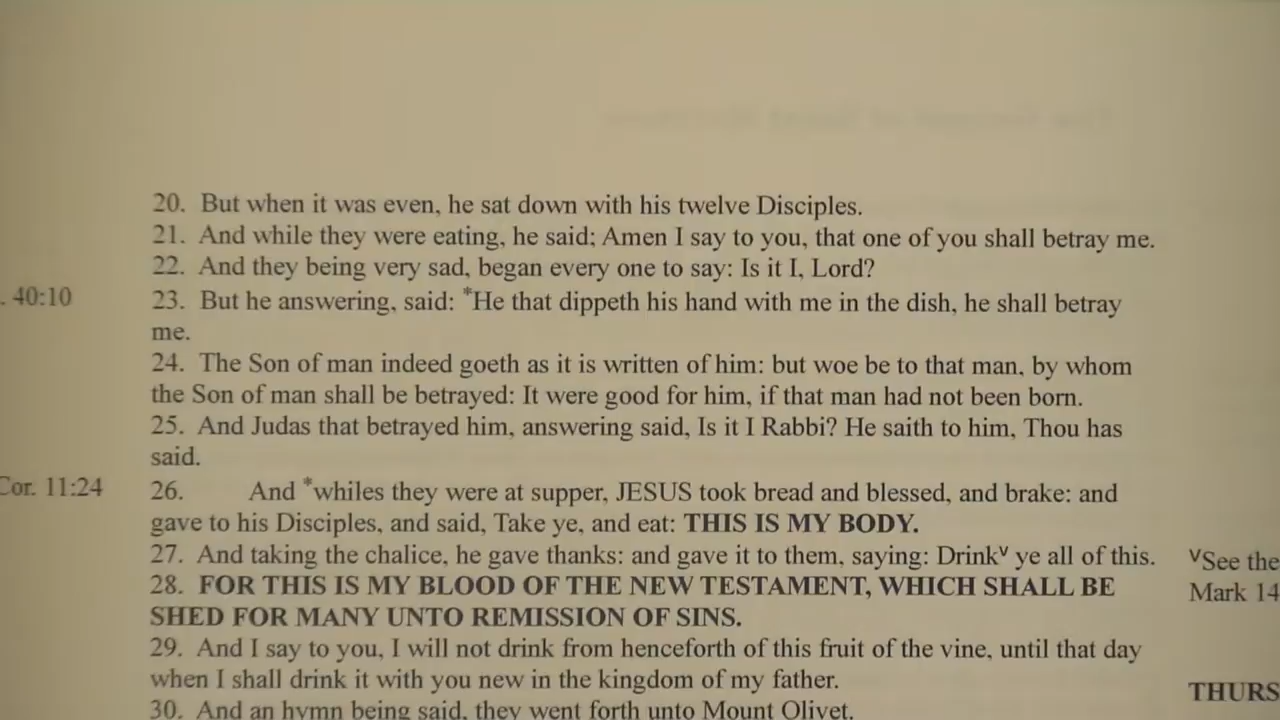 20. But when it was even, he sat down with his twelve Disciples.
21. And while they were eating, he said; Amen I say to you, that one of you shall betray me.
22. And they being very sad, began every one to say: Is it I, Lord?
. 40:10
23. But he answering, said: *He that dippeth his hand with me in the dish, he shall betray
me.
24. The Son of man indeed goeth as it is written of him: but woe be to that man, by whom
the Son of man shall be betrayed: It were good for him, if that man had not been born.
25. And Judas that betrayed him, answering said, Is it I Rabbi? He saith to him, Thou has
said.
Cor. 11:24
26. And *whiles they were at supper, JESUS took bread and blessed, and brake: and
gave to his Disciples, and said, Take ye, and eat: THIS IS MY BODY.
27. And taking the chalice, he gave thanks: and gave it to them, saying: Drinkⱽ ye all of this.
ⱽSee the
28. FOR THIS IS MY BLOOD OF THE NEW TESTAMENT, WHICH SHALL BE
Mark 14
SHED FOR MANY UNTO REMISSION OF SINS.
29. And I say to you, I will not drink from henceforth of this fruit of the vine, until that day
when I shall drink it with you new in the kingdom of my father.
THURS
30. And an hymn being said, they went forth unto Mount Olivet.